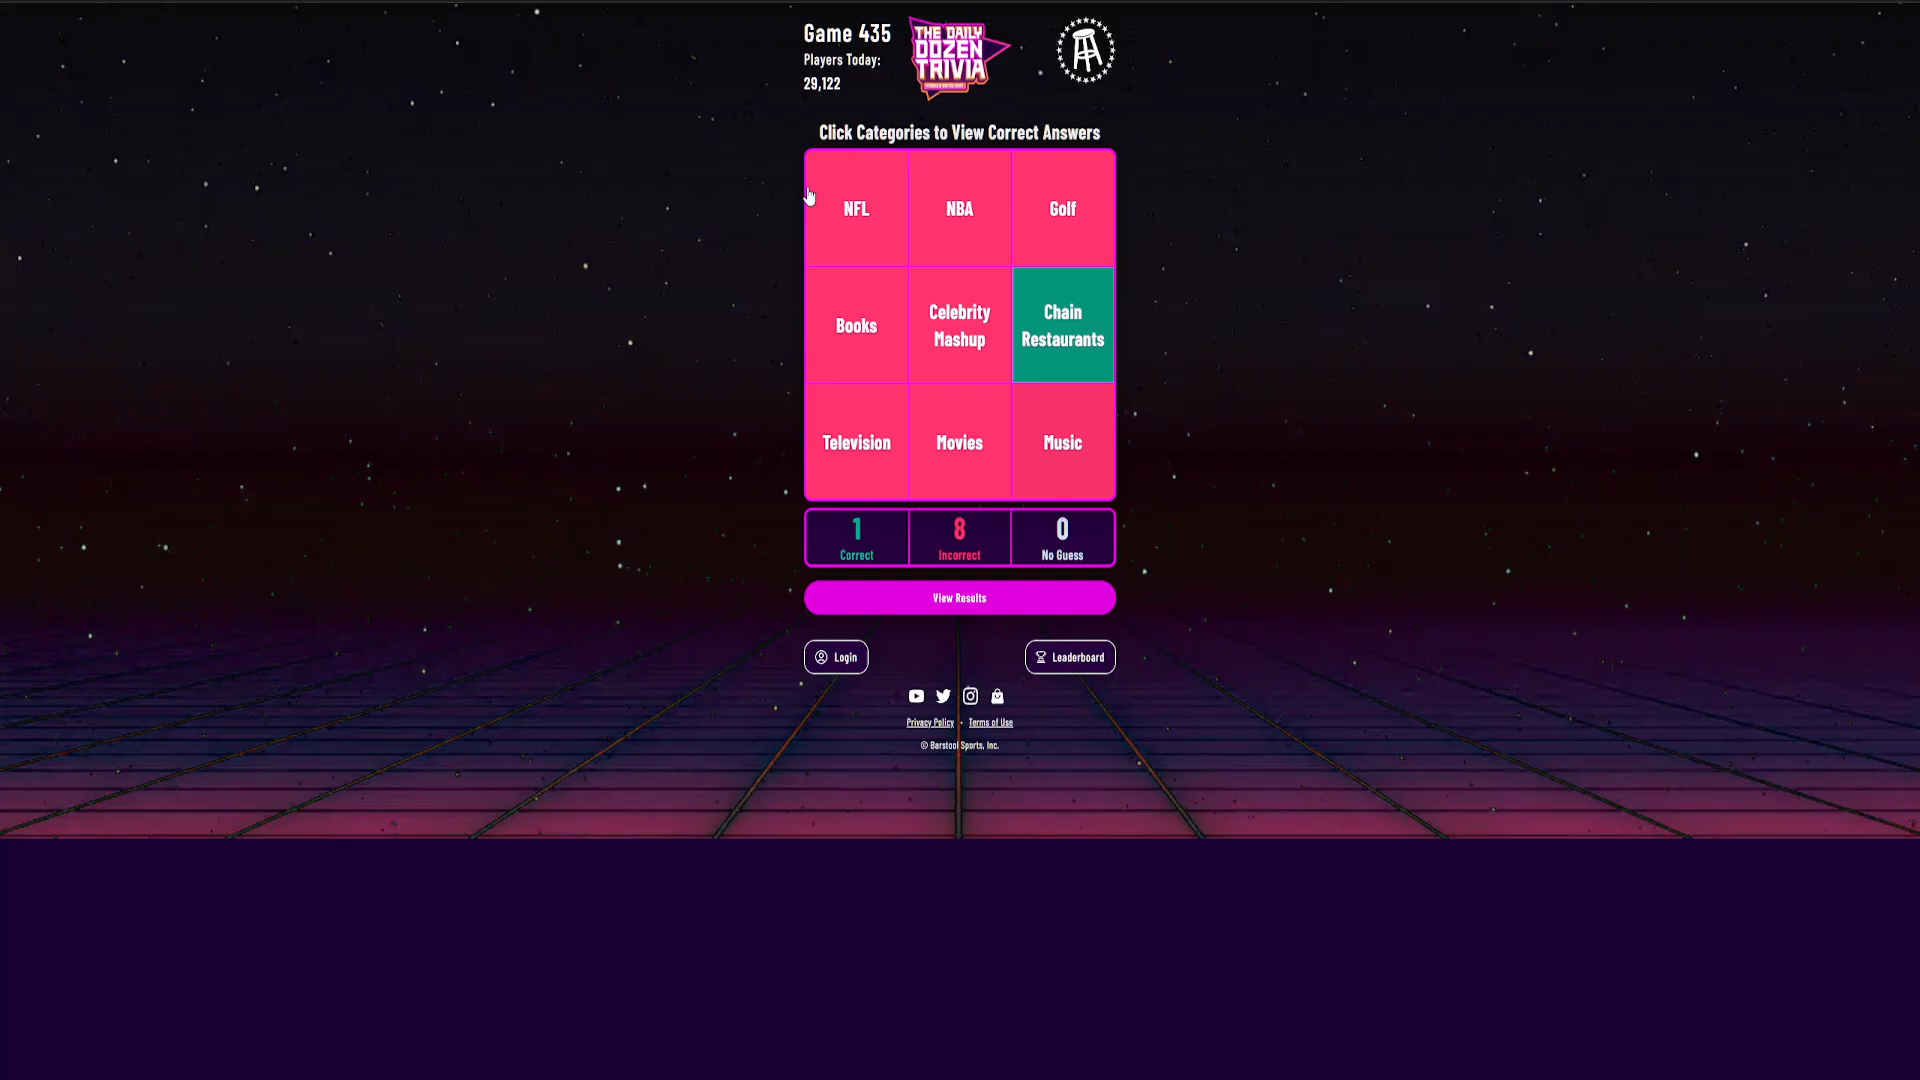 Game 435
Players Today:
29,122
THE DAILY
DOZEN
TRIVIA
Click Categories to View Correct Answers
NFL
NBA
Golf
Books
Celebrity
Mashup
Chain
Restaurants
Television
Movies
Music
1
Correct
8
Incorrect
0
No Guess
View Results
Login
Leaderboard
Privacy Policy
·
Terms of Use
© Barstool Sports, Inc.